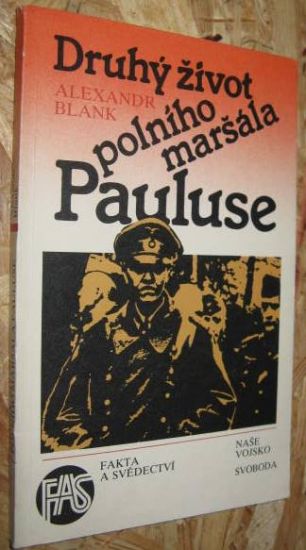 Druhý život
ALEXANDR
BLANK
polního
maršála
Pauluse
FAS
FAKTA
A SVĚDECTVÍ
NAŠE
VOJSKO
SVOBODA